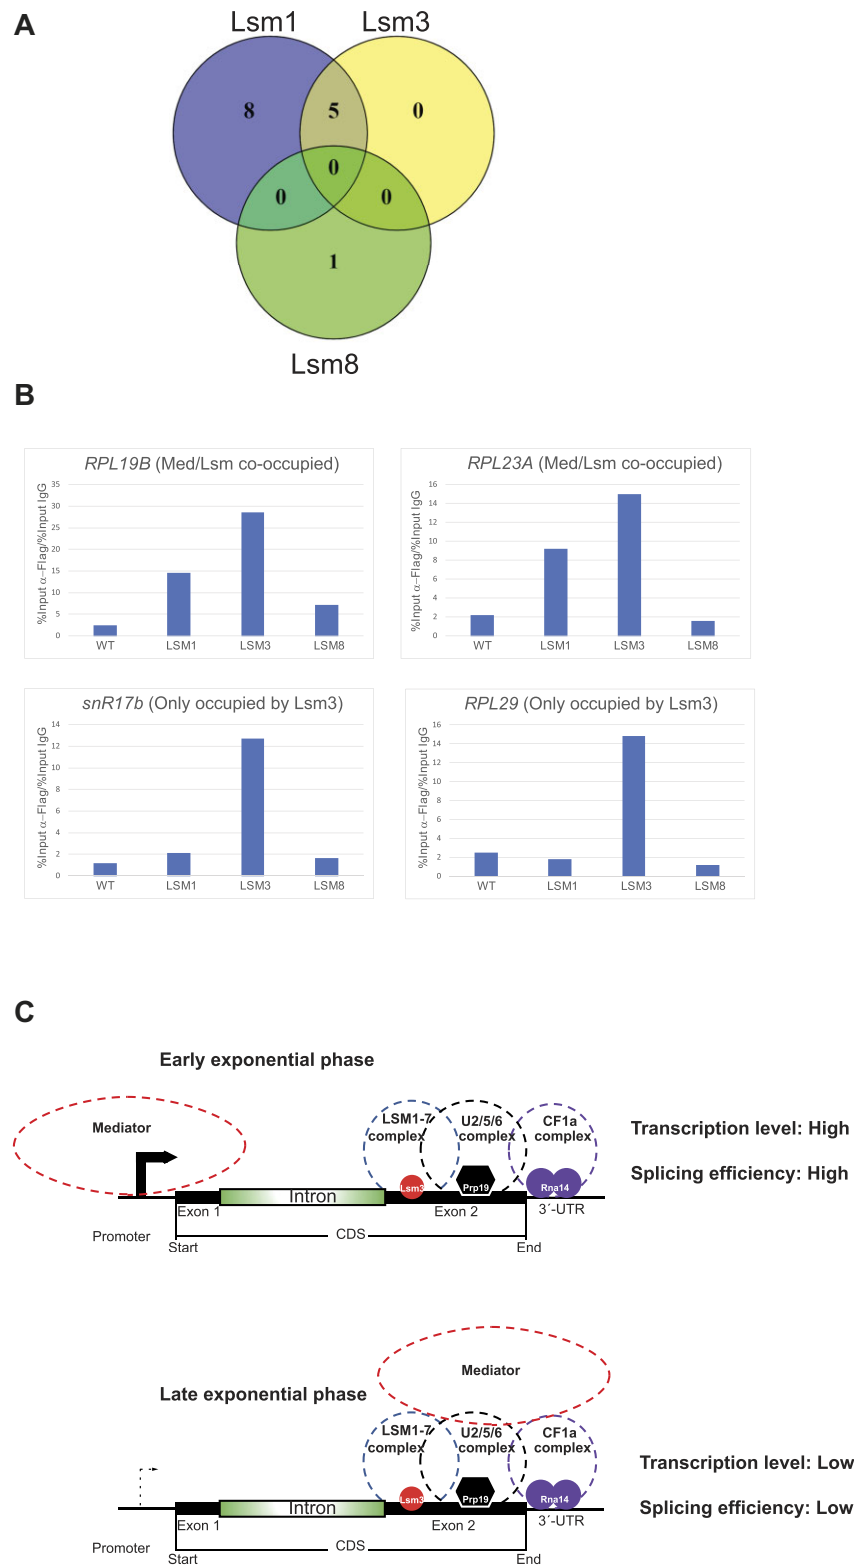 A
Lsm1
Lsm3
8
5
0
0
0
0
1
Lsm8
B
RPL19B (Med/Lsm co-occupied)
%Input α–Flag/%Input IgG
35
30
25
20
15
10
5
0
WT LSM1 LSM3 LSM8
RPL23A (Med/Lsm co-occupied)
%Input α–Flag/%Input IgG
16
14
12
10
8
6
4
2
0
WT LSM1 LSM3 LSM8
snR17b (Only occupied by Lsm3)
%Input α–Flag/%Input IgG
14
12
10
8
6
4
2
0
WT LSM1 LSM3 LSM8
RPL29 (Only occupied by Lsm3)
%Input α–Flag/%Input IgG
16
14
12
10
8
6
4
2
0
WT LSM1 LSM3 LSM8
C
Early exponential phase
Mediator
LSM1-7
complex
U2/5/6
complex
CF1a
complex
Transcription level: High
Splicing efficiency: High
Lsm3
Prp19
Rna14
Intron
Exon 1
Exon 2
3´-UTR
Promoter
CDS
Start
End
Mediator
Late exponential phase
LSM1-7
complex
U2/5/6
complex
CF1a
complex
Transcription level: Low
Splicing efficiency: Low
Lsm3
Prp19
Rna14
Intron
Exon 1
Exon 2
3´-UTR
Promoter
CDS
Start
End